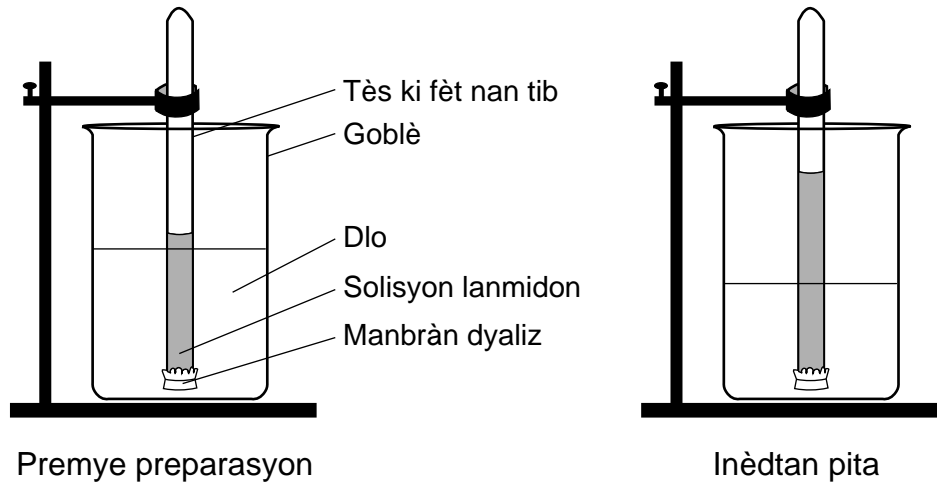 Tès ki fèt nan tib
Goblè
Dlo
Solisyon lanmidon
Manbràn dyaliz
Premye preparasyon
Inèdtan pita